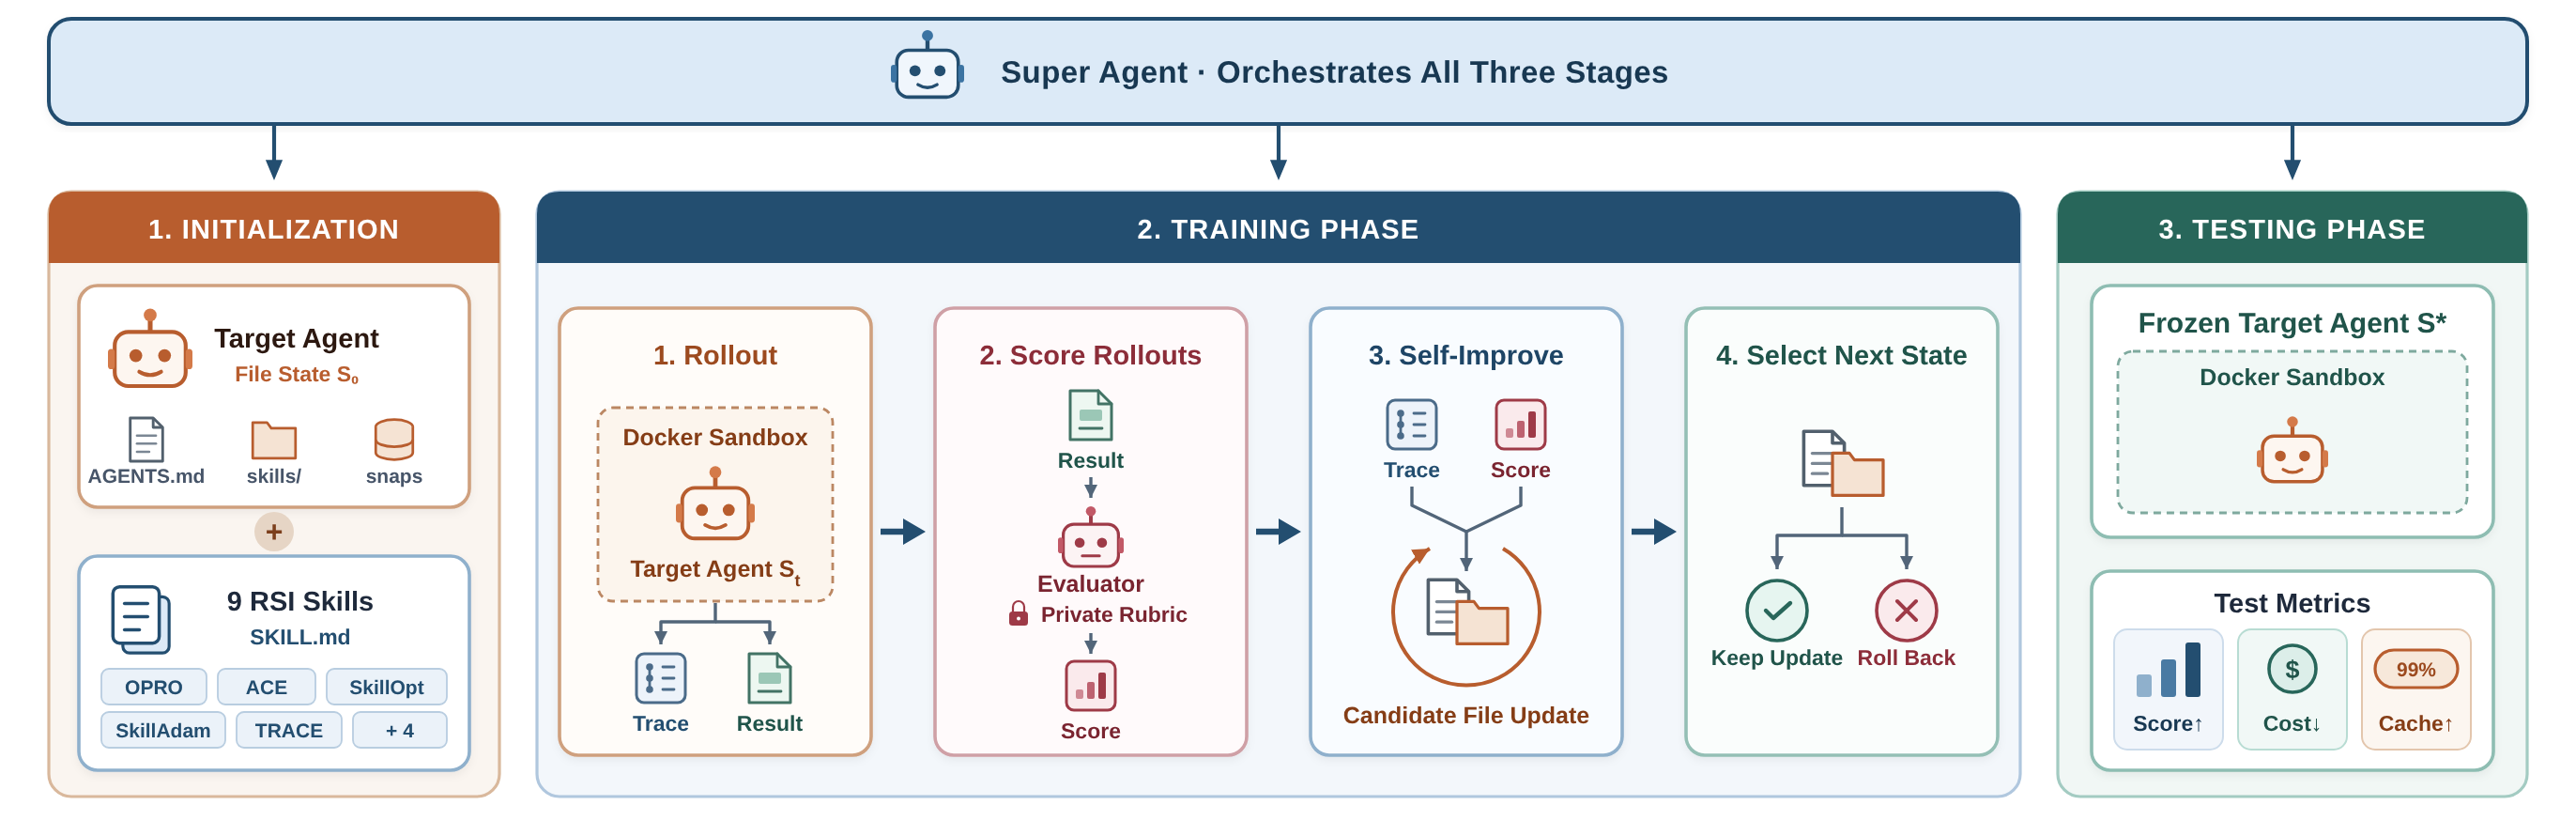 Super Agent · Orchestrates All Three Stages
1. INITIALIZATION
Target Agent
File State S₀
AGENTS.md
skills/
snaps
+
9 RSI Skills
SKILL.md
OPRO
ACE
SkillOpt
SkillAdam
TRACE
+ 4
2. TRAINING PHASE
1. Rollout
Docker Sandbox
Target Agent Sₜ
Trace
Result
2. Score Rollouts
Result
Evaluator
Private Rubric
Score
3. Self-Improve
Trace
Score
Candidate File Update
4. Select Next State
Keep Update
Roll Back
3. TESTING PHASE
Frozen Target Agent S*
Docker Sandbox
Test Metrics
Score↑
$
Cost↓
99%
Cache↑